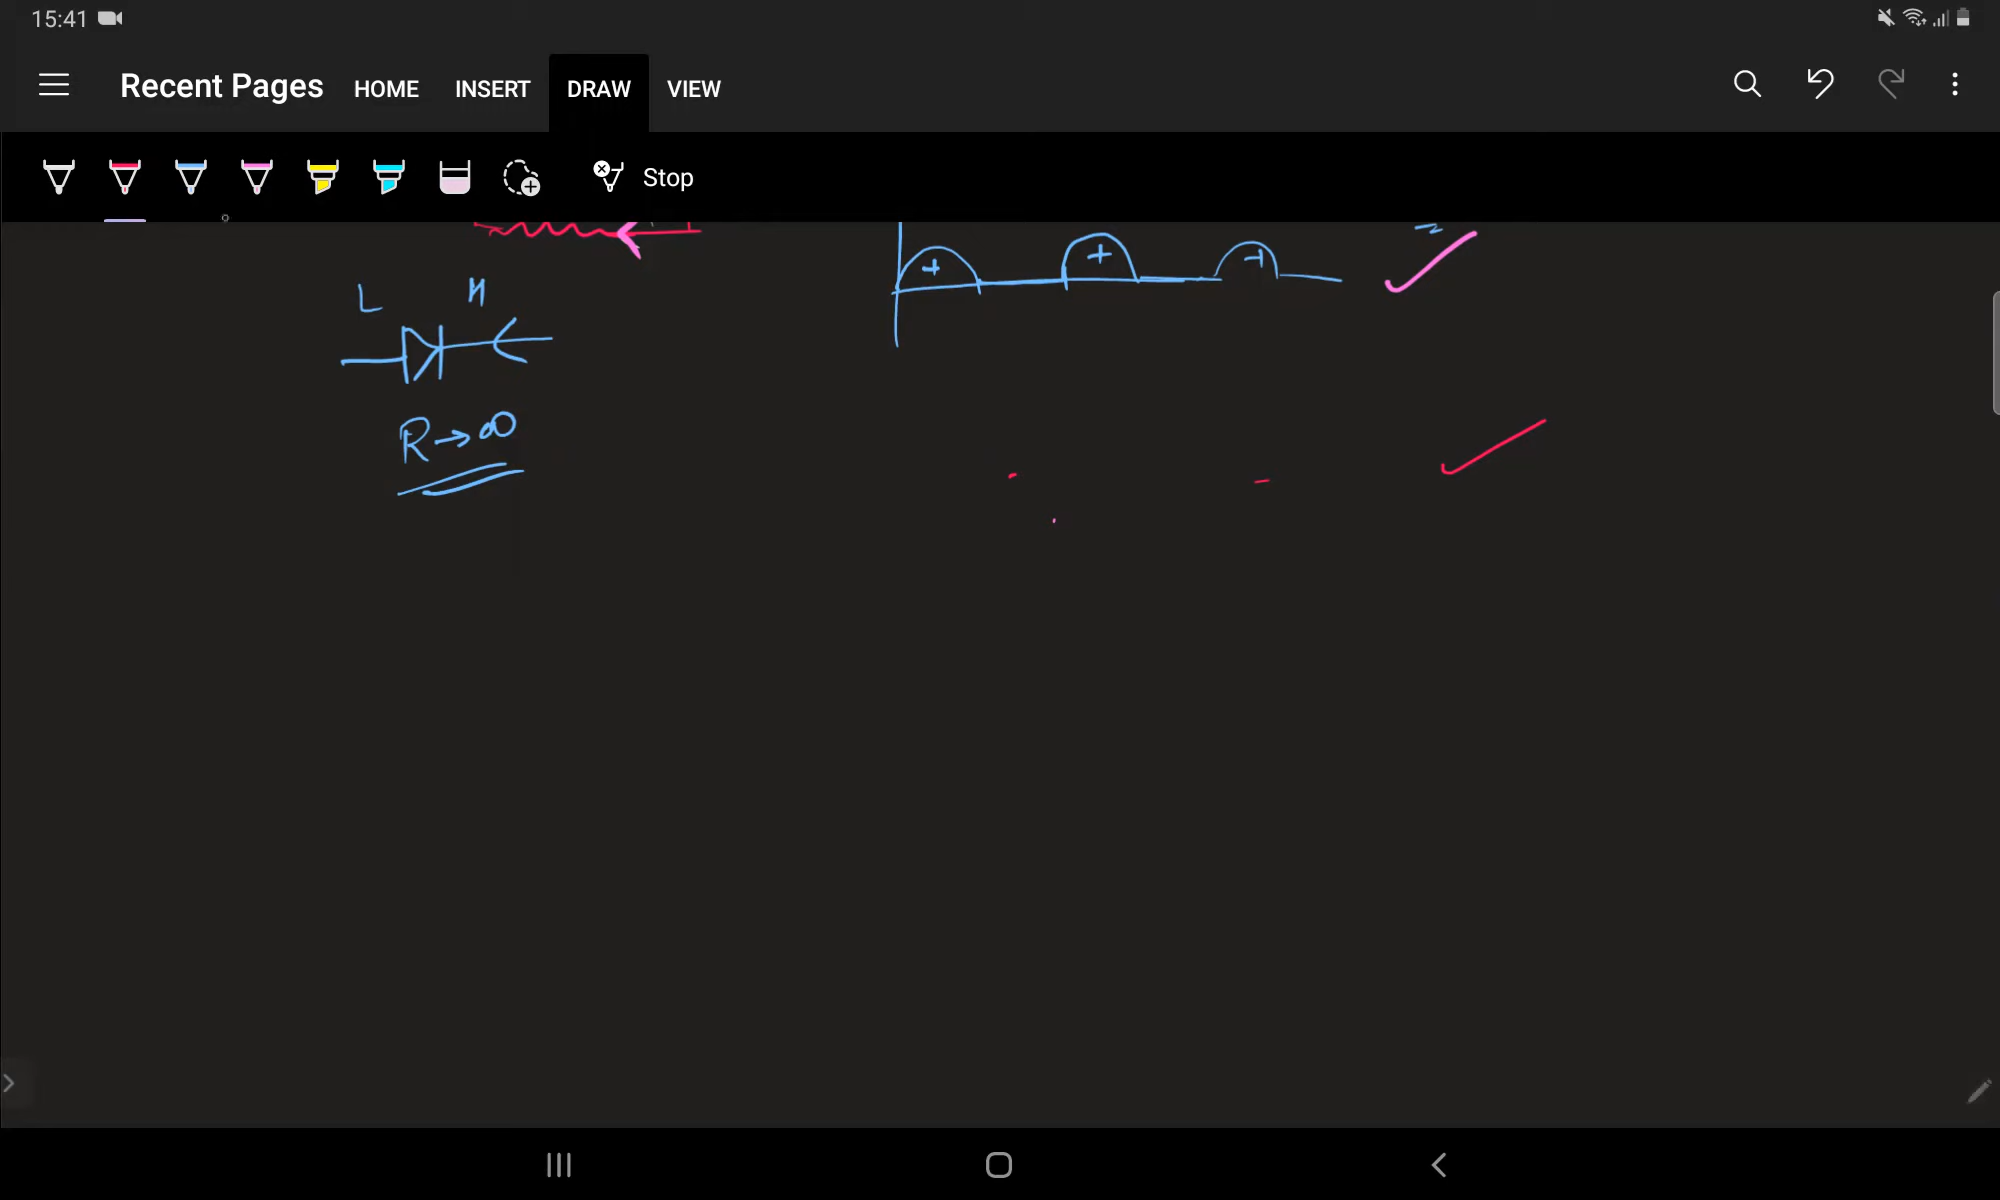 15:41
Recent Pages HOME INSERT DRAW VIEW
Stop
+ + +
L H
R→∞